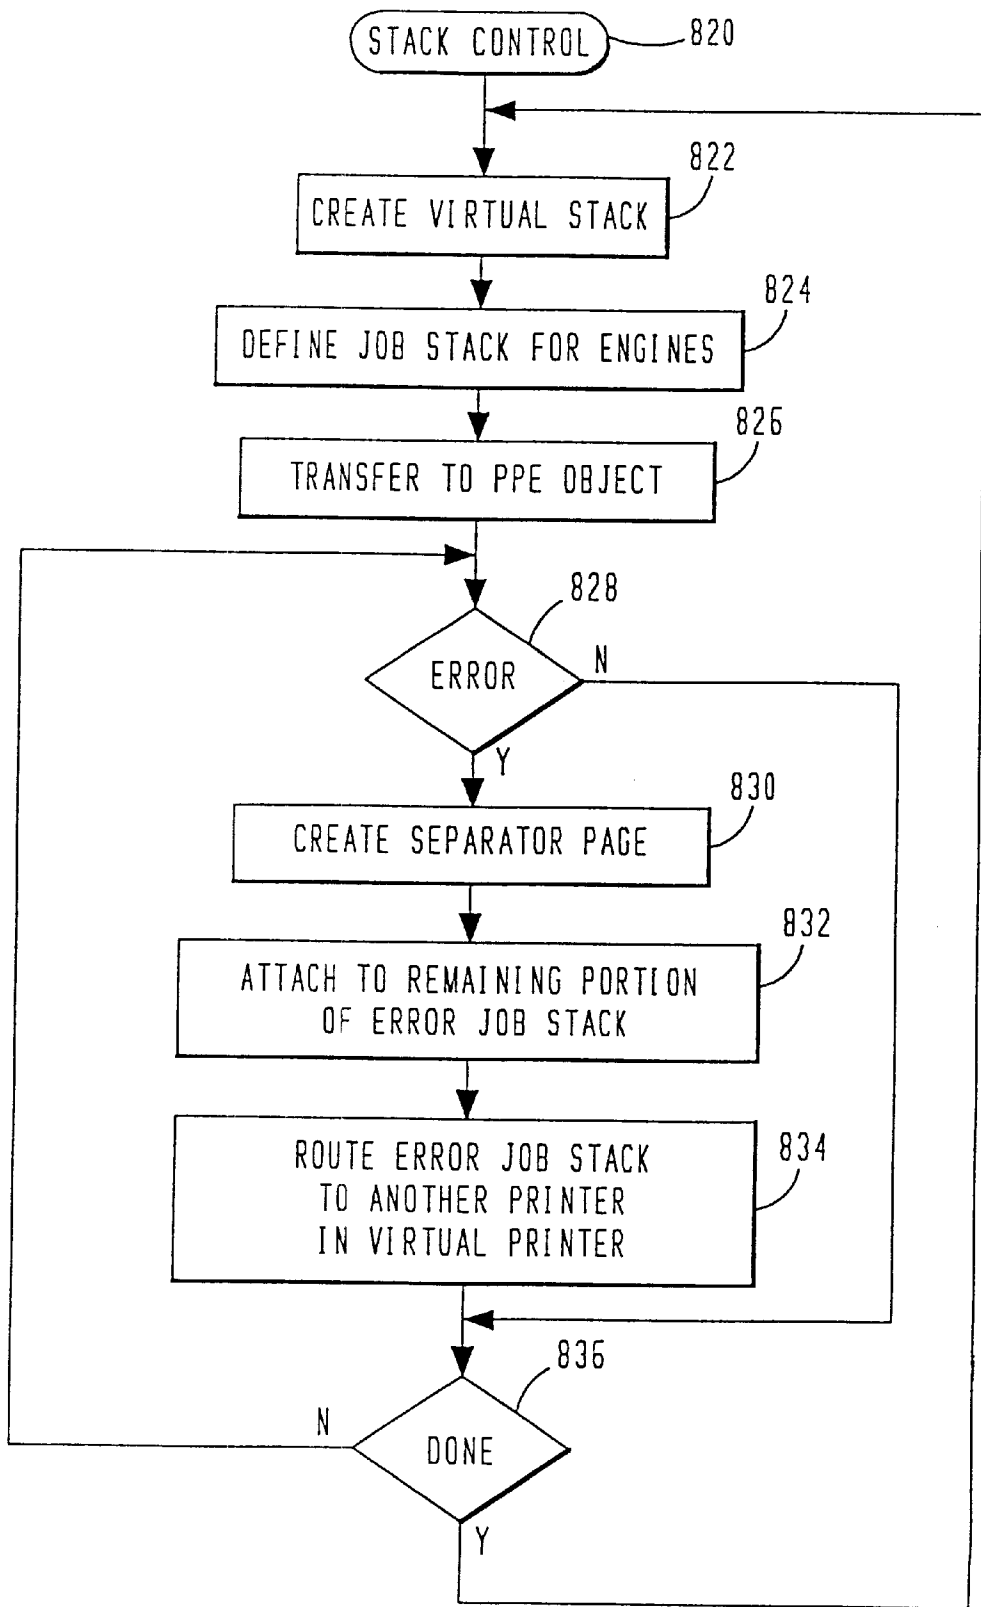 STACK CONTROL
820
822
CREATE VIRTUAL STACK
824
DEFINE JOB STACK FOR ENGINES
826
TRANSFER TO PPE OBJECT
828
ERROR
N
Y
830
CREATE SEPARATOR PAGE
832
ATTACH TO REMAINING PORTION
OF ERROR JOB STACK
834
ROUTE ERROR JOB STACK
TO ANOTHER PRINTER
IN VIRTUAL PRINTER
836
N
DONE
Y